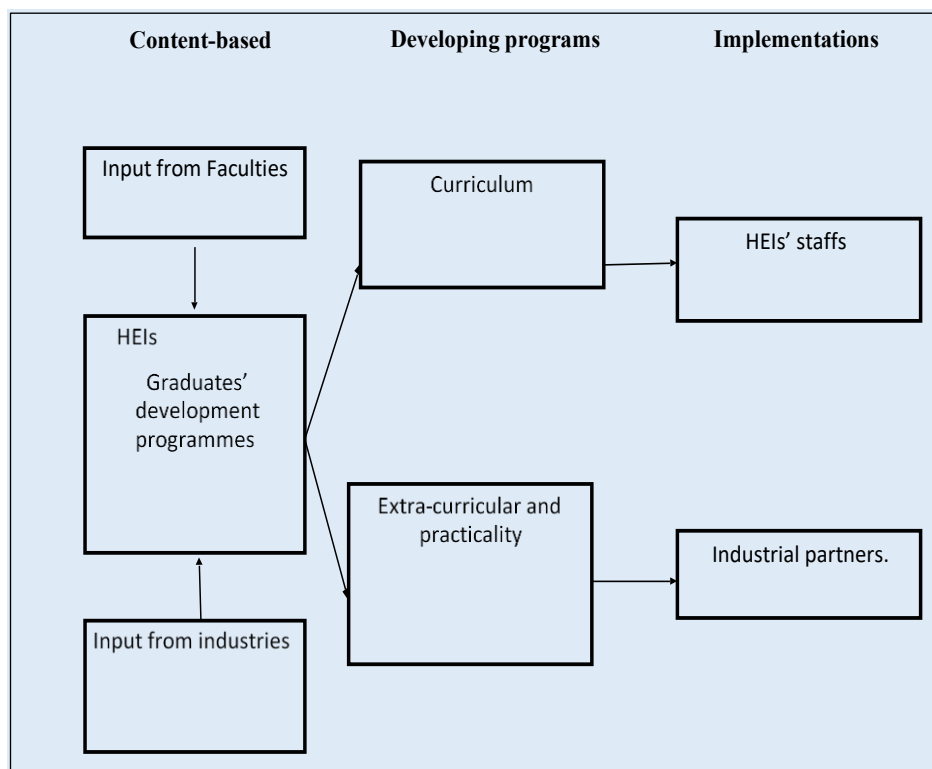 Content-based
Developing programs
Implementations
Input from Faculties
Curriculum
HEIs’ staffs
HEIs
Graduates’
development
programmes
Extra-curricular and
practicality
Industrial partners.
Input from industries